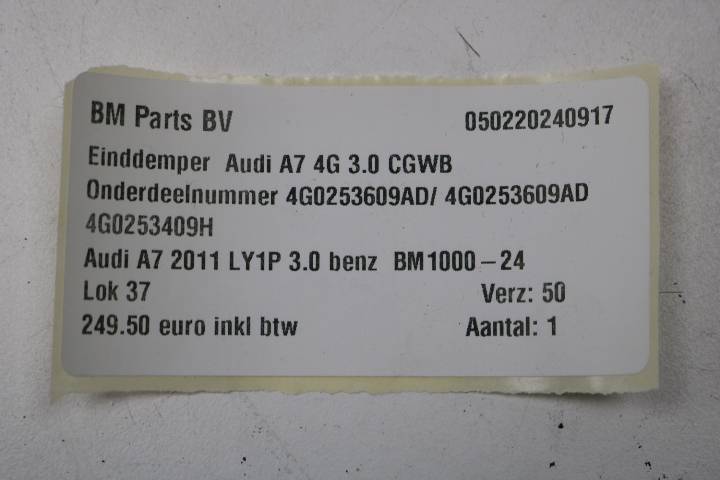 BM Parts BV 050220240917
Einddemper Audi A7 4G 3.0 CGWB
Onderdeelnummer 4G0253609AD/ 4G0253609AD
4G0253409H
Audi A7 2011 LY1P 3.0 benz BM1000-24
Lok 37 Verz: 50
249.50 euro inkl btw Aantal: 1